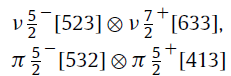 ν 5/2⁻[523] ⊗ ν 7/2⁺[633],
π 5/2⁻[532] ⊗ π 5/2⁺[413]